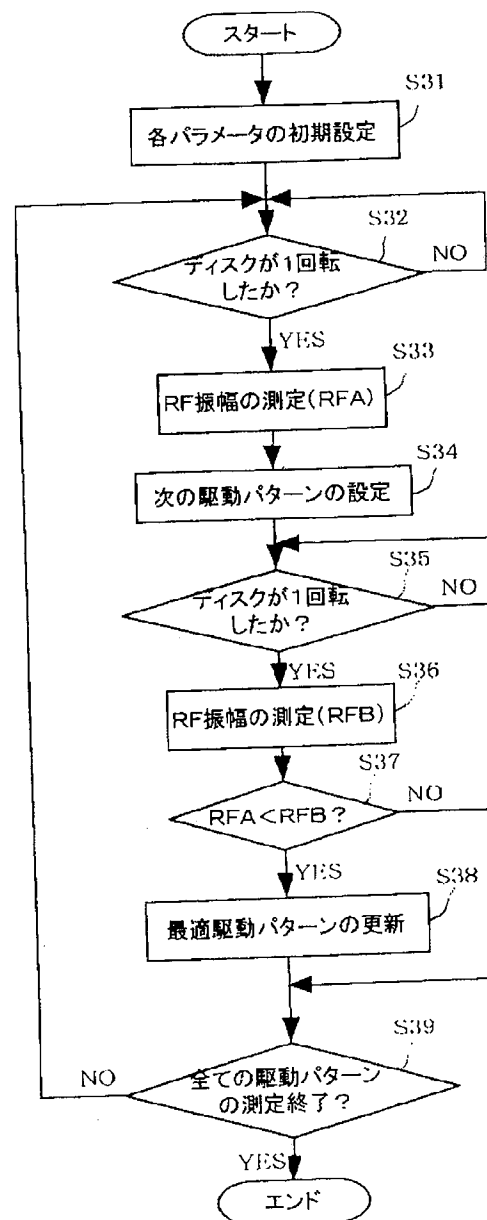 スタート
S31
各パラメータの初期設定
S32
ディスクが1回転
したか？
NO
YES
S33
RF振幅の測定(RFA)
S34
次の駆動パターンの設定
S35
ディスクが1回転
したか？
NO
YES
S36
RF振幅の測定(RFB)
S37
RFA＜RFB？
NO
YES
S38
最適駆動パターンの更新
S39
全ての駆動パターン
の測定終了？
NO
YES
エンド